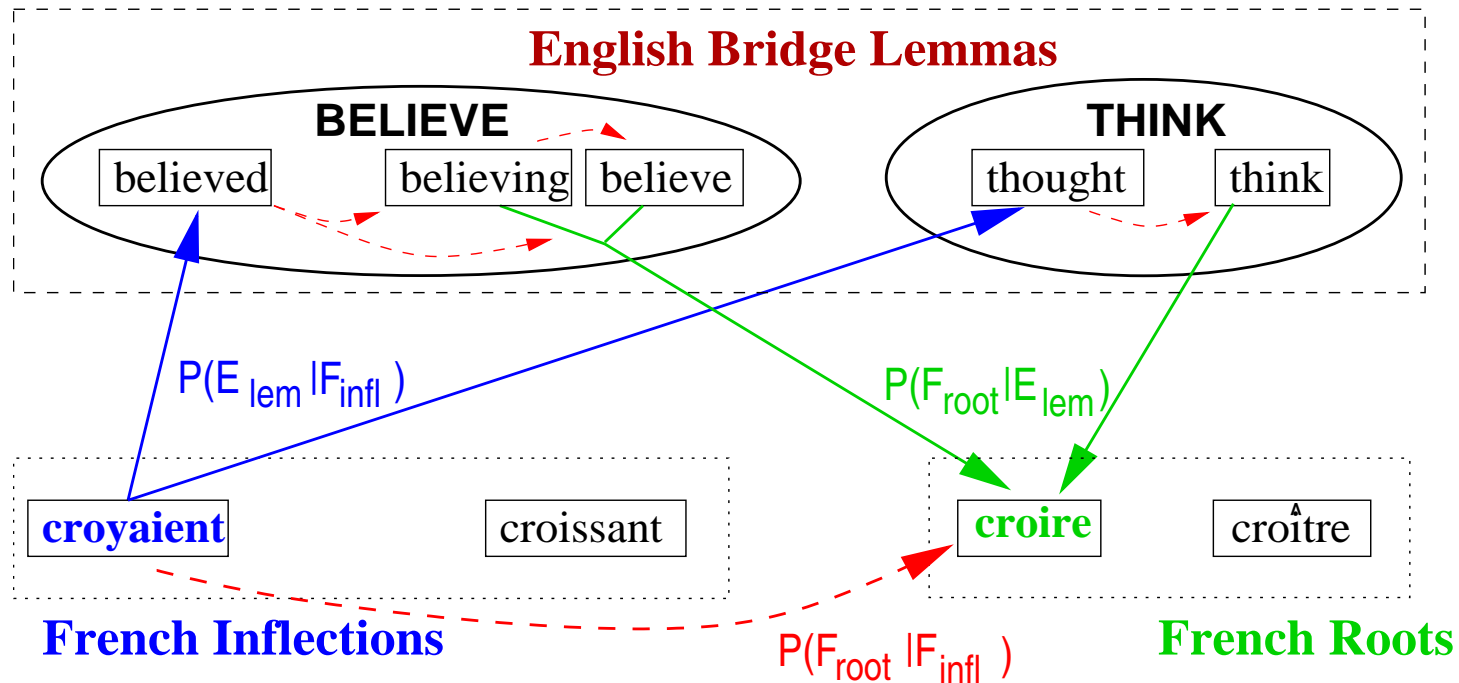 English Bridge Lemmas
BELIEVE THINK
believed believing believe thought think
P(E lem |F infl )
P(F root |E lem )
croyaient croissant croire croître
French Inflections
P(F root |F infl )
French Roots